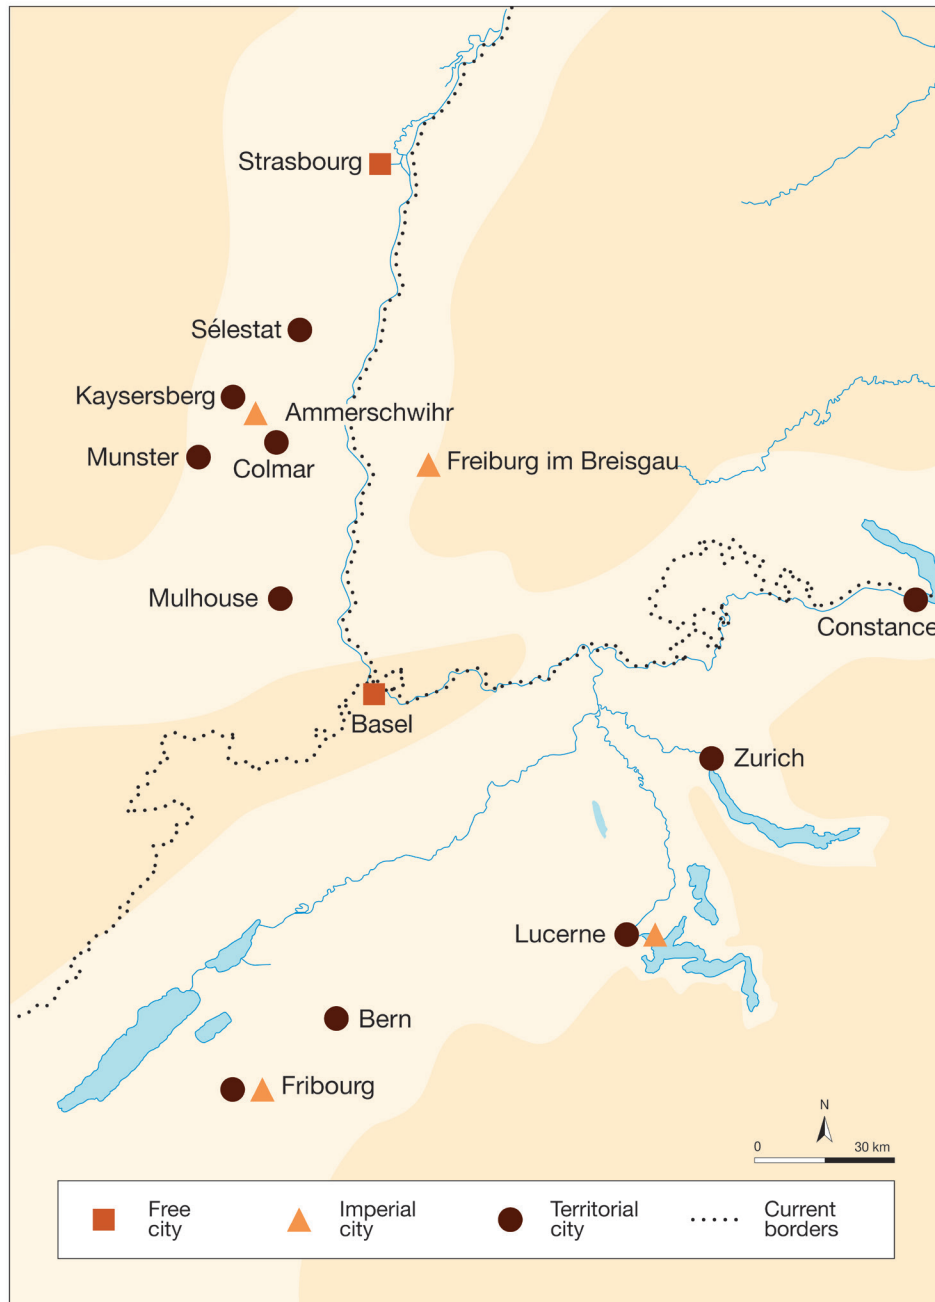 Strasbourg
Sélestat
Kaysersberg
Ammerschwihr
Munster
Colmar
Freiburg im Breisgau
Mulhouse
Constance
Basel
Zurich
Lucerne
Bern
Fribourg
N
0 30 km
Free
city
Imperial
city
Territorial
city
Current
borders